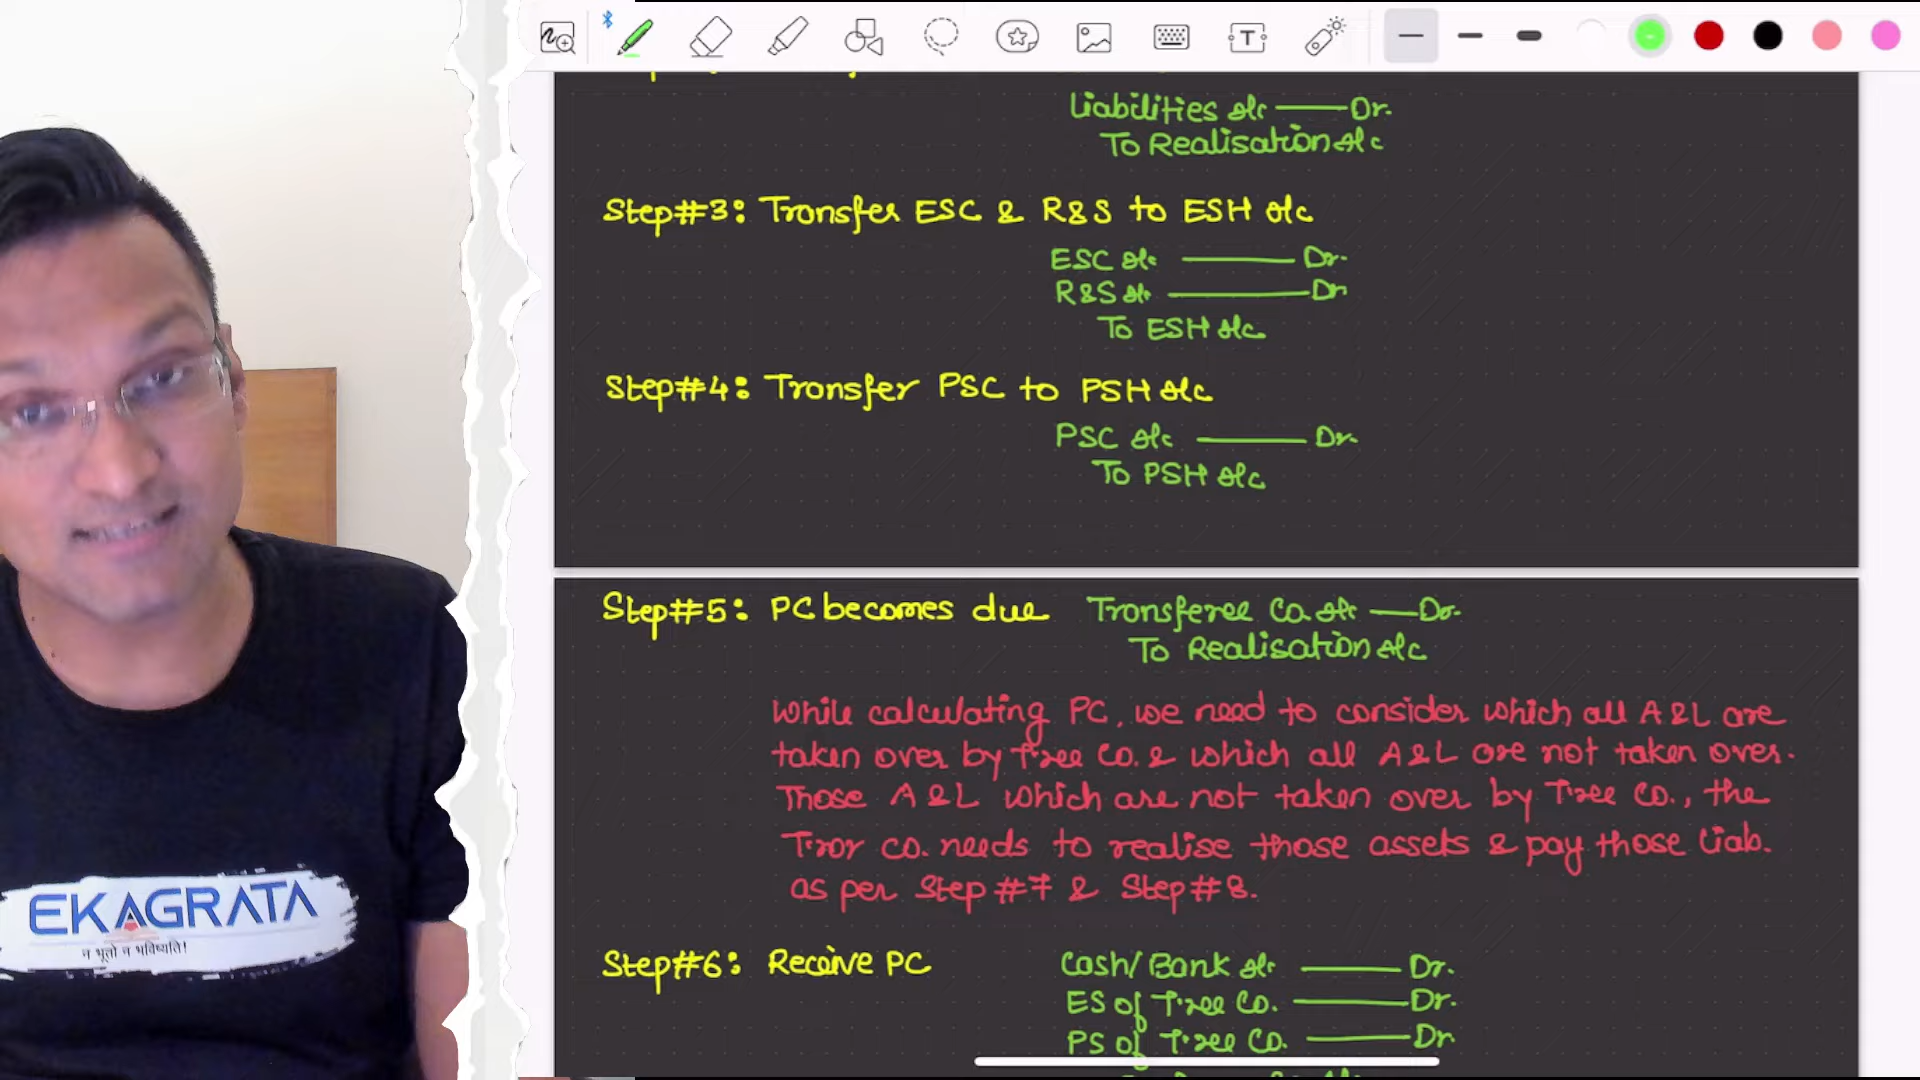 Liabilities a/c —— Dr.
To Realisation a/c
Step#3: Transfer ESC & R&S to ESH a/c
ESC a/c —— Dr.
R&S a/c —— Dr
To ESH a/c
Step#4: Transfer PSC to PSH a/c
PSC a/c —— Dr.
To PSH a/c
Step#5: PC becomes due Transferee Co. a/c —— Dr.
To Realisation a/c
While calculating PC, we need to consider which all A & L are
taken over by T'ree Co. & which all A & L are not taken over.
Those A & L which are not taken over by T'ree Co., the
T'ror co. needs to realise those assets & pay those Liab.
as per Step #7 & Step #8.
Step#6: Receive PC Cash/Bank a/c —— Dr.
ES of T'ree Co. —— Dr.
PS of T'ree Co. —— Dr
T
EKAGRATA
न भूतो न भविष्यति!